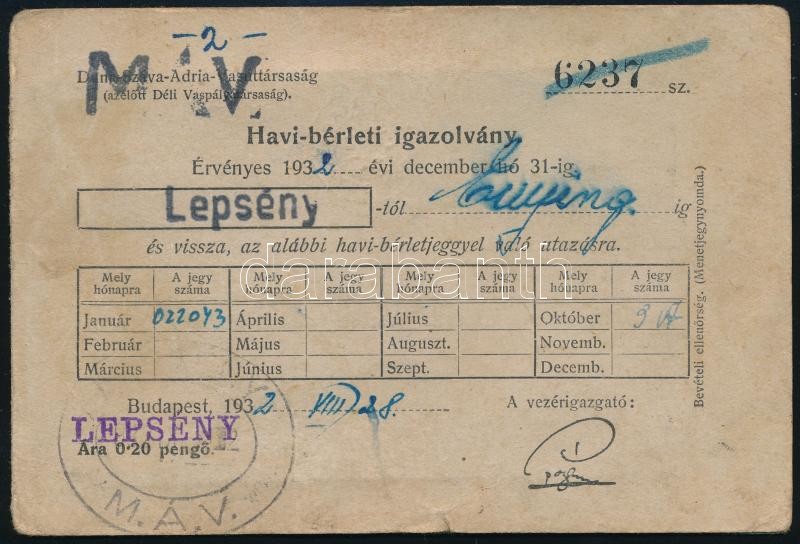 - 2 -
M Á V.
Duna-Száva-Adria-Vasúttársaság
(azelőtt Déli Vaspályatársaság).
6237 sz.
Havi-bérleti igazolvány
Érvényes 1932 évi december hó 31-ig.
Lepsény -tól Enying. ig
és vissza, az alábbi havi-bérletjeggyel való utazásra.
Mely hónapra A jegy száma Mely hónapra A jegy száma Mely hónapra A jegy száma Mely hónapra A jegy száma
Január 022043 Április Július Október
Február Május Auguszt. Novemb.
Március Június Szept. Decemb.
Budapest, 1932 VIII 28. A vezérigazgató:
LEPSÉNY
Ára 0·20 pengő.
M.Á.V.
Bevételi ellenőrség. (Menetjegynyomda.)
darabanth